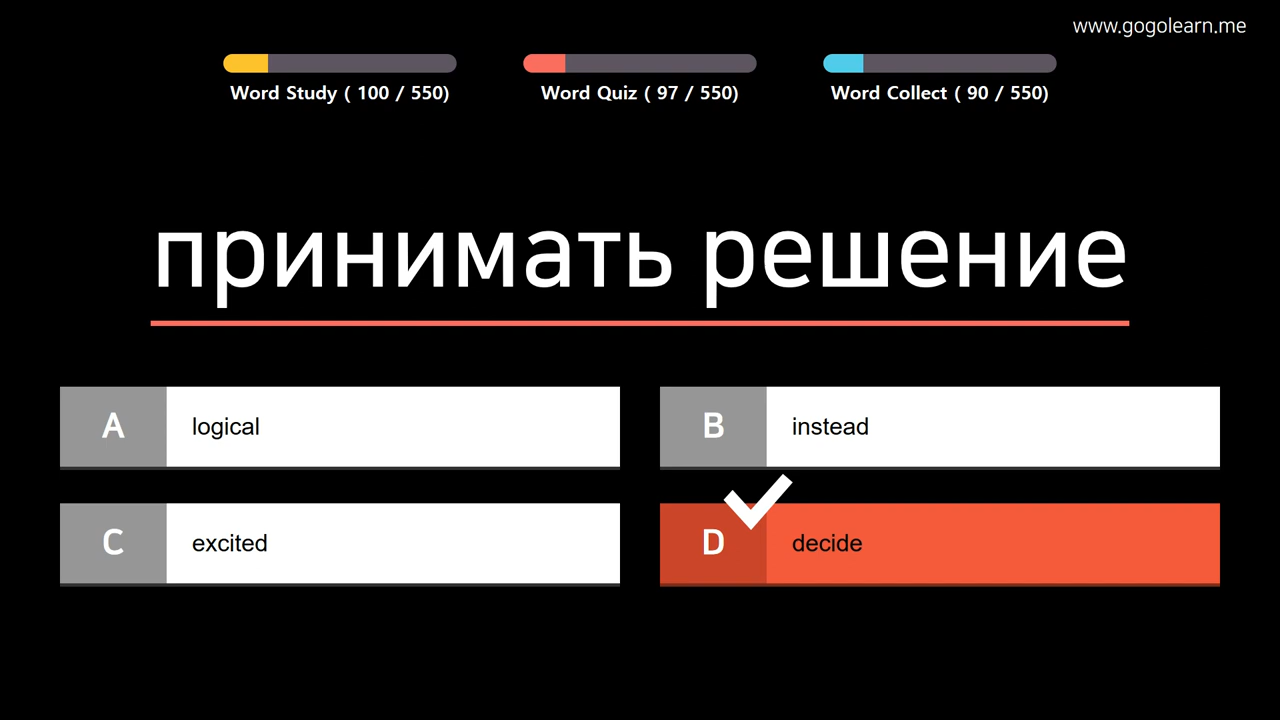 www.gogolearn.me
Word Study ( 100 / 550)
Word Quiz ( 97 / 550)
Word Collect ( 90 / 550)
принимать решение
A logical
B instead
C excited
D decide